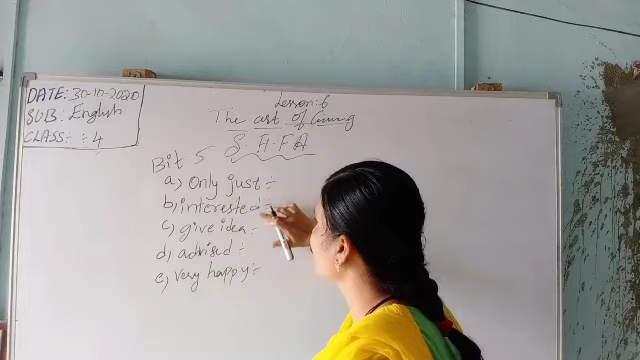 DATE: 30-10-2020
SUB: English
CLASS: 4
Lesson:6
The art of Giving
S.A.F.A
Bit 5
a) Only just:-
b) interested:-
c) give idea:-
d) advised:-
e) very happy:-